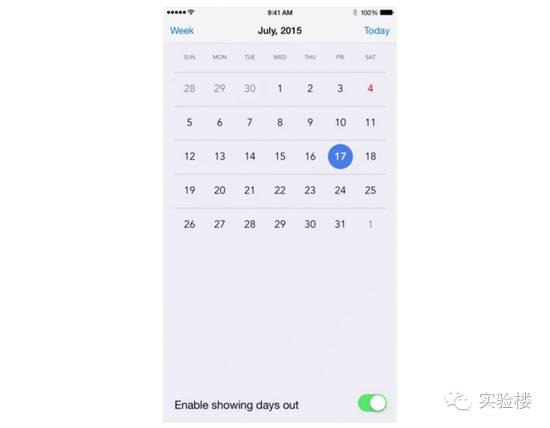 9:41 AM 100%
Week July, 2015 Today
SUN MON TUE WED THU FRI SAT
28 29 30 1 2 3 4
5 6 7 8 9 10 11
12 13 14 15 16 17 18
19 20 21 22 23 24 25
26 27 28 29 30 31 1
Enable showing days out
实验楼